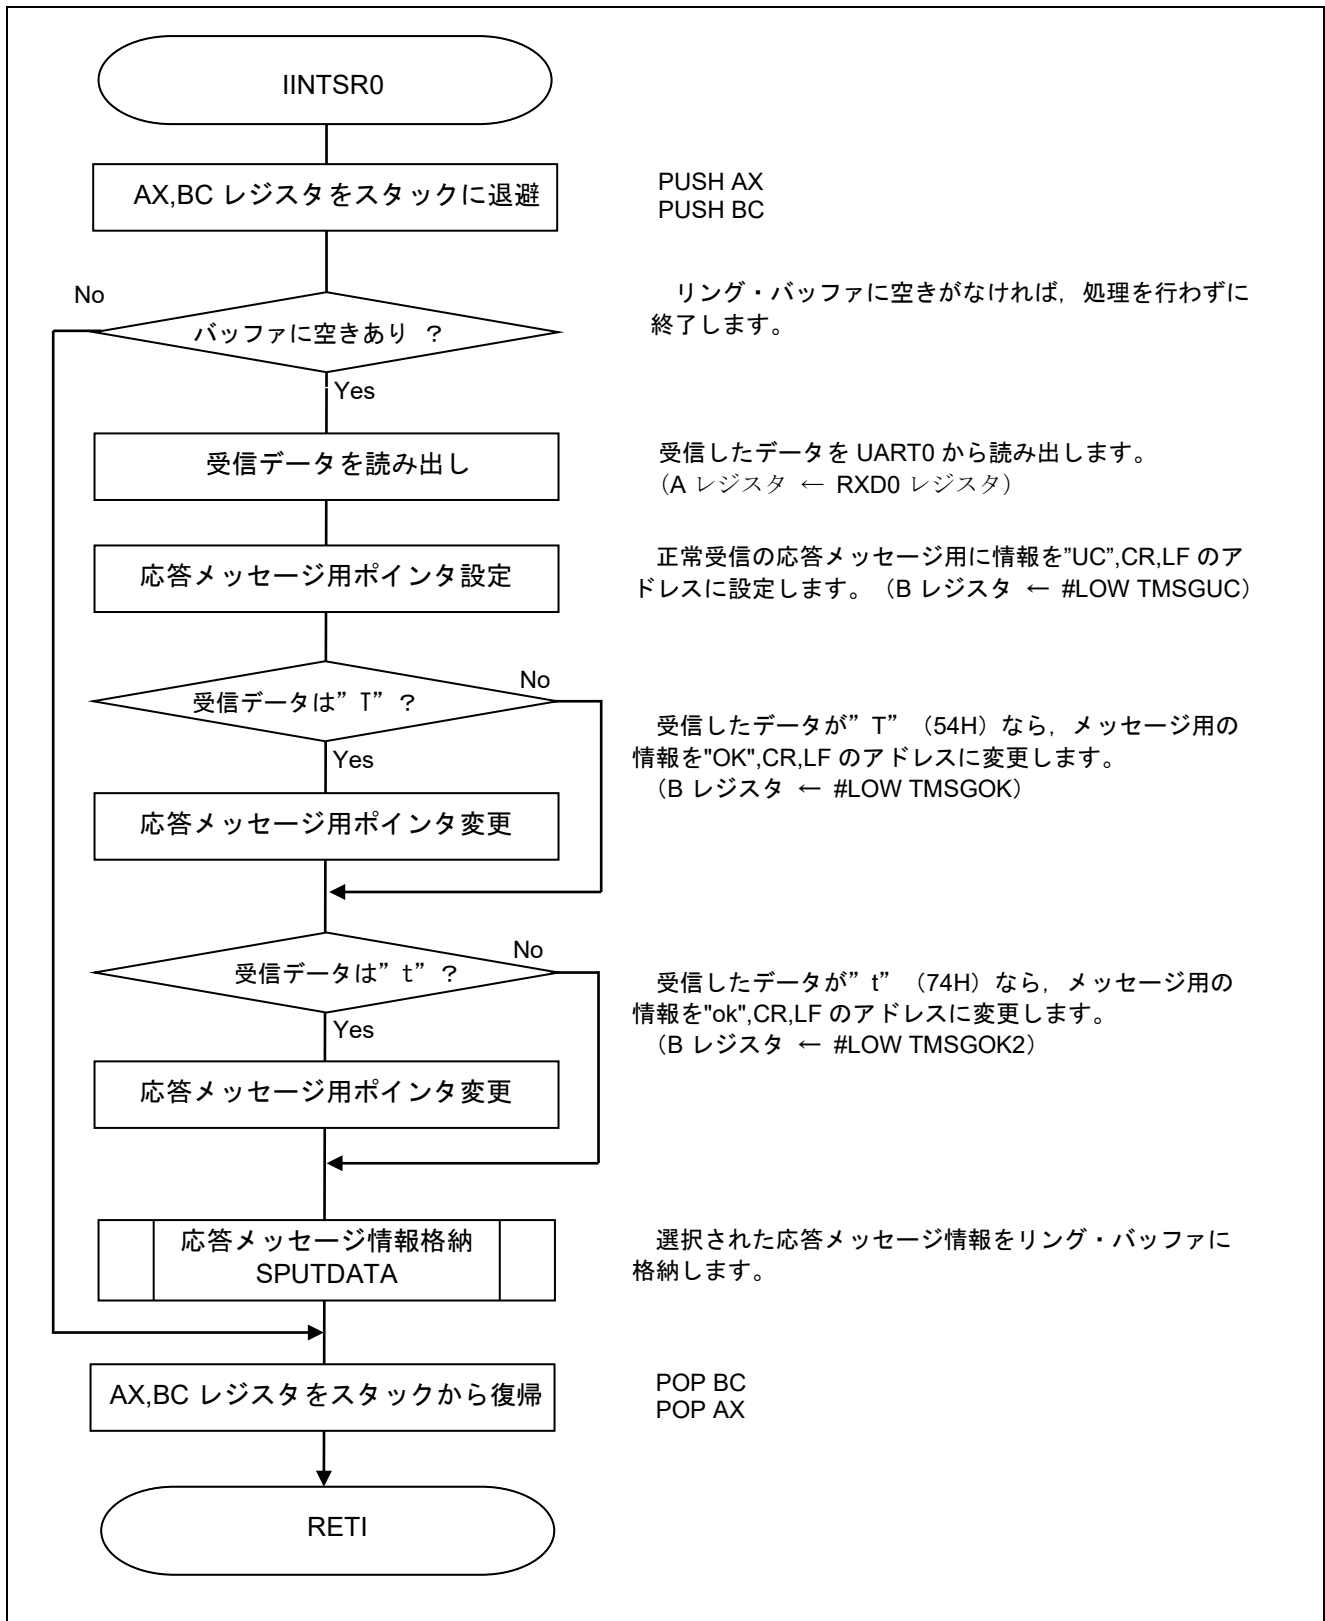 IINTSR0
AX,BC レジスタをスタックに退避
PUSH AX
PUSH BC
No
バッファに空きあり ?
リング・バッファに空きがなければ,処理を行わずに
終了します。
Yes
受信データを読み出し
受信したデータを UART0 から読み出します。
(A レジスタ ← RXD0 レジスタ)
応答メッセージ用ポインタ設定
正常受信の応答メッセージ用に情報を”UC”,CR,LF のア
ドレスに設定します。(B レジスタ ← #LOW TMSGUC)
受信データは”T”?
No
Yes
受信したデータが”T”(54H)なら,メッセージ用の
情報を"OK",CR,LF のアドレスに変更します。
(B レジスタ ← #LOW TMSGOK)
応答メッセージ用ポインタ変更
受信データは”t”?
No
Yes
受信したデータが”t”(74H)なら,メッセージ用の
情報を"ok",CR,LF のアドレスに変更します。
(B レジスタ ← #LOW TMSGOK2)
応答メッセージ用ポインタ変更
応答メッセージ情報格納
SPUTDATA
選択された応答メッセージ情報をリング・バッファに
格納します。
AX,BC レジスタをスタックから復帰
POP BC
POP AX
RETI